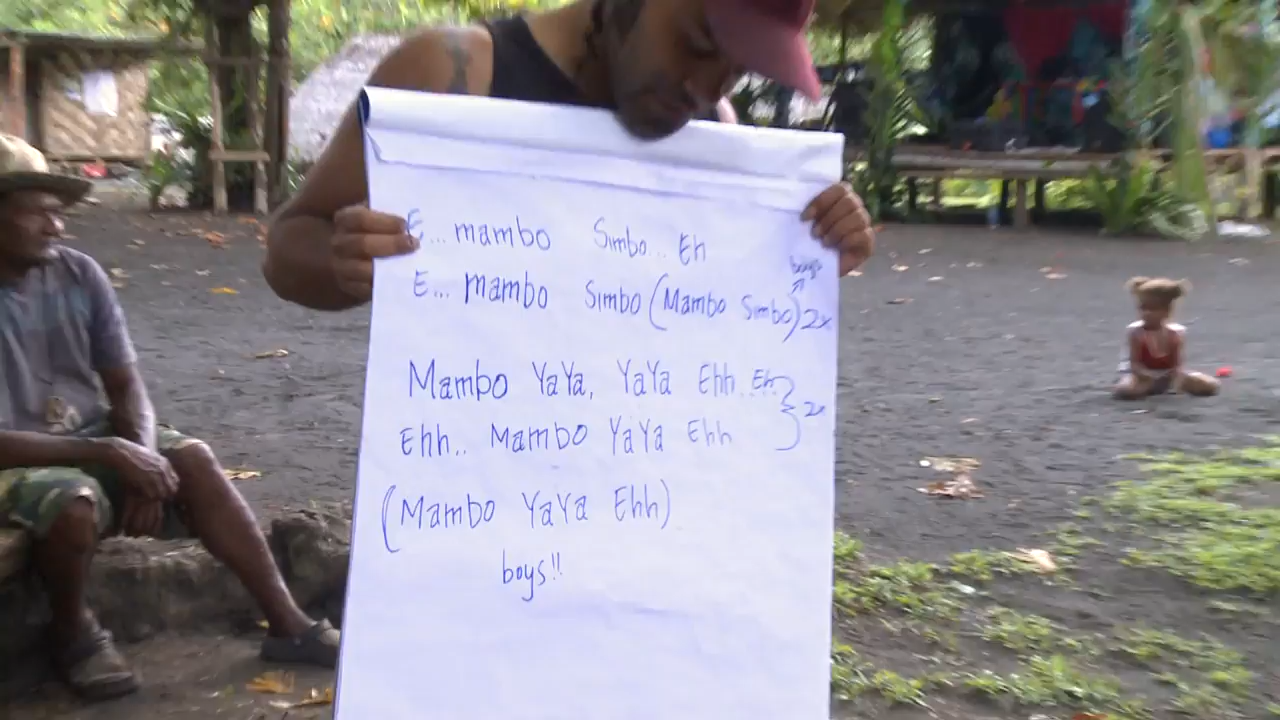 E... mambo Simbo... Eh
boys
E... mambo Simbo (Mambo Simbo) 2x
Mambo YaYa, YaYa Ehh... Eh
2x
Ehh.. Mambo YaYa Ehh
(Mambo YaYa Ehh)
boys!!